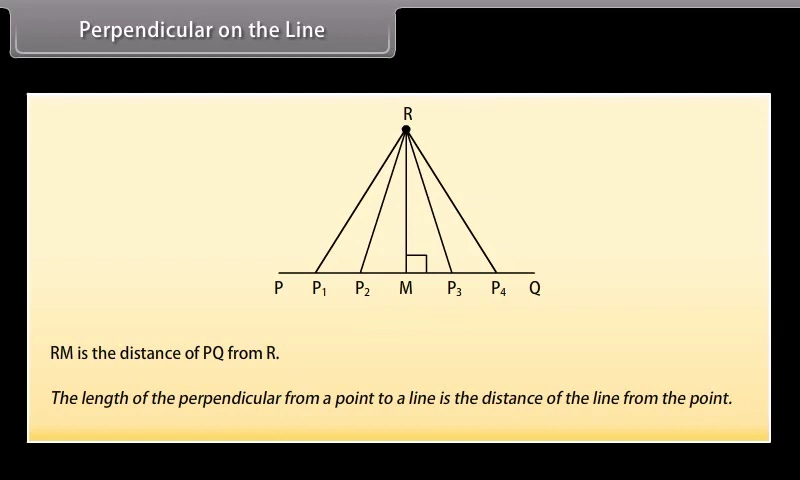 Perpendicular on the Line
R
P P₁ P₂ M P₃ P₄ Q
RM is the distance of PQ from R.
The length of the perpendicular from a point to a line is the distance of the line from the point.